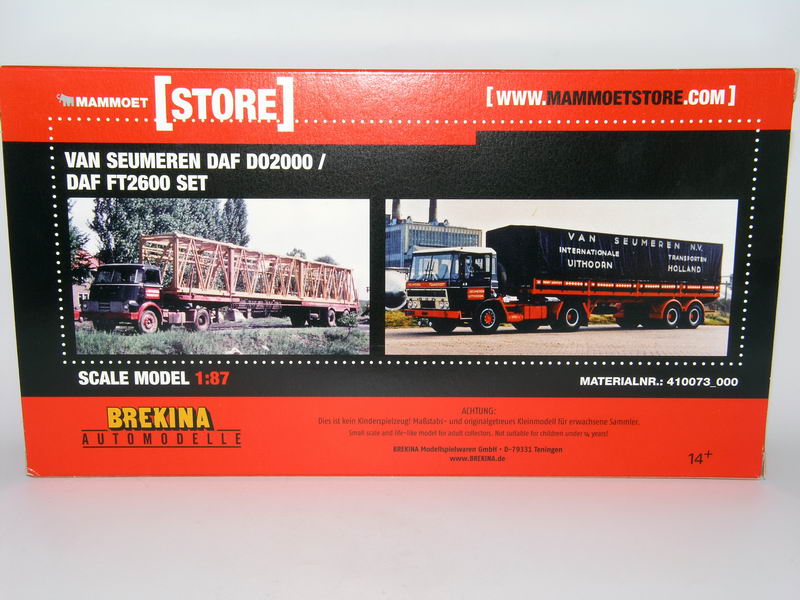 MAMMOET [STORE]
[WWW.MAMMOETSTORE.COM]
VAN SEUMEREN DAF DO2000 /
DAF FT2600 SET
VAN SEUMEREN N.V.
INTERNATIONALE TRANSPORTEN
UITHOORN HOLLAND
SCALE MODEL 1:87
MATERIALNR.: 410073_000
BREKINA
AUTOMODELLE
ACHTUNG:
Dies ist kein Kinderspielzeug! Maßstabs- und originalgetreues Kleinmodell für erwachsene Sammler.
Small scale and life-like model for adult collectors. Not suitable for children under 14 years!
BREKINA Modellspielwaren GmbH • D-79331 Teningen
www.BREKINA.de
14+